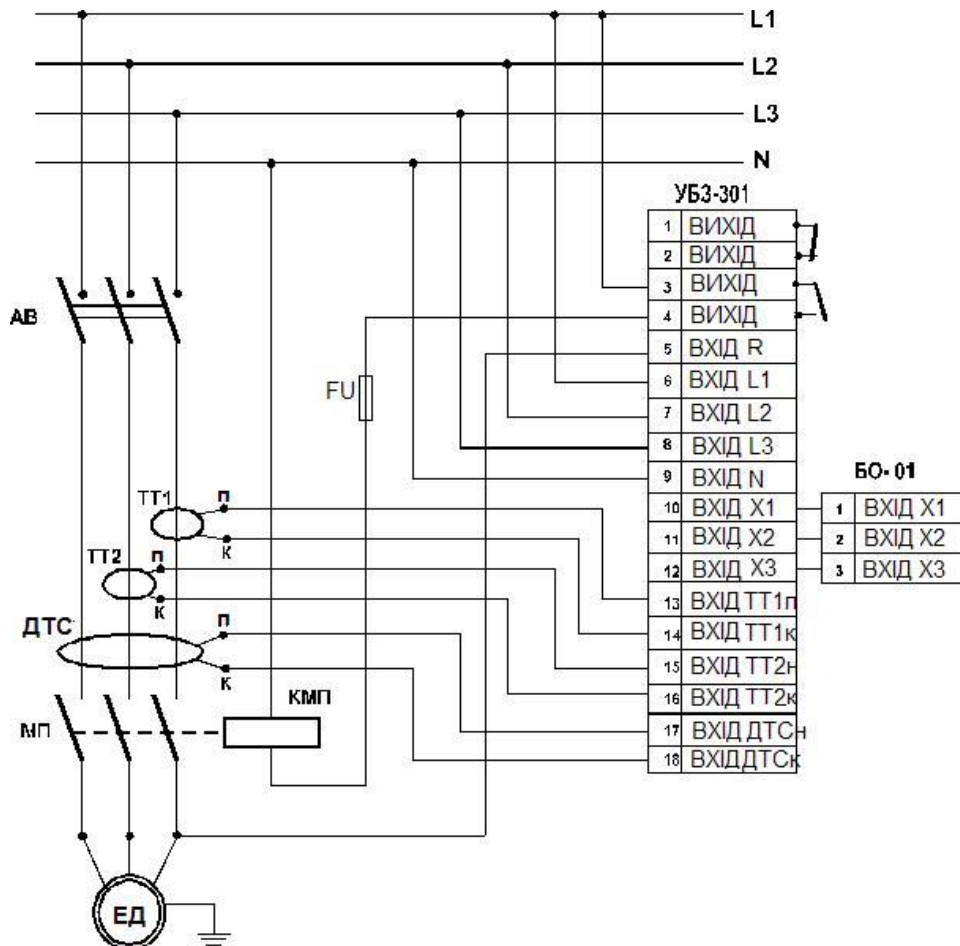 L1
L2
L3
N
УБЗ-301
1 ВИХІД
2 ВИХІД
3 ВИХІД
4 ВИХІД
5 ВХІД R
6 ВХІД L1
7 ВХІД L2
8 ВХІД L3
9 ВХІД N
10 ВХІД X1
11 ВХІД X2
12 ВХІД X3
13 ВХІД ТТ1п
14 ВХІД ТТ1к
15 ВХІД ТТ2н
16 ВХІД ТТ2к
17 ВХІД ДТСн
18 ВХІДДТСк
БО- 01
1 ВХІД X1
2 ВХІД X2
3 ВХІД X3
АВ
FU
ТТ1
П
К
ТТ2
П
К
ДТС
П
К
КМП
МП
ЕД